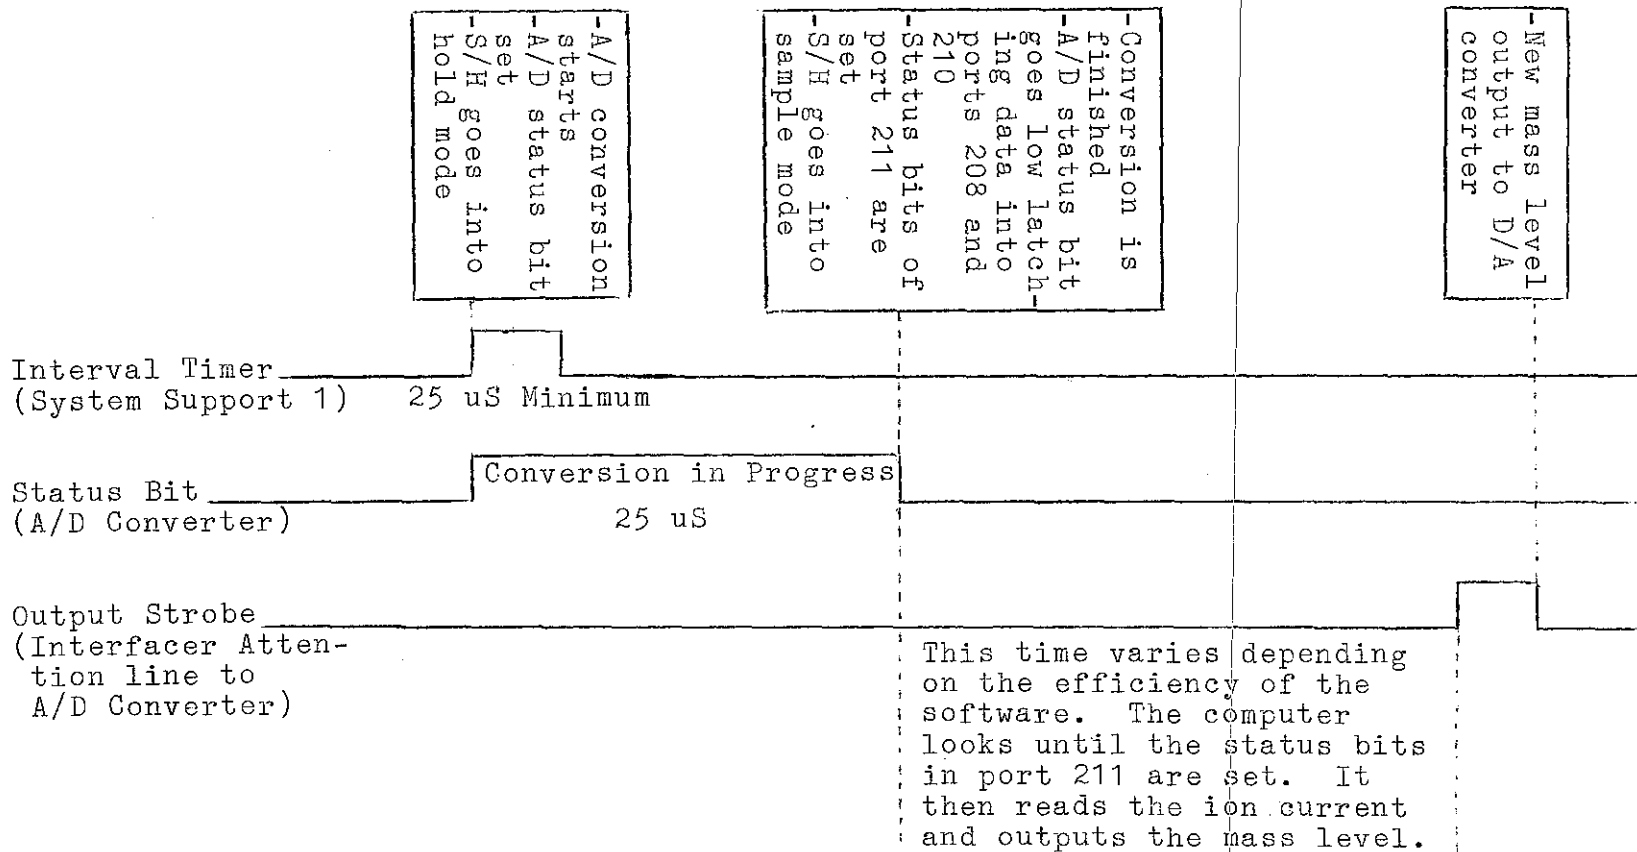 -A/D conversion
starts
-A/D status bit
set
-S/H goes into
hold mode
-Conversion is
finished
-A/D status bit
goes low latch-
ing data into
ports 208 and
210
-Status bits of
port 211 are
set
-S/H goes into
sample mode
-New mass level
output to D/A
converter
Interval Timer
(System Support 1)
25 uS Minimum
Conversion in Progress
Status Bit
(A/D Converter)
25 uS
Output Strobe
(Interfacer Atten-
tion line to
A/D Converter)
This time varies depending
on the efficiency of the
software. The computer
looks until the status bits
in port 211 are set. It
then reads the ion current
and outputs the mass level.